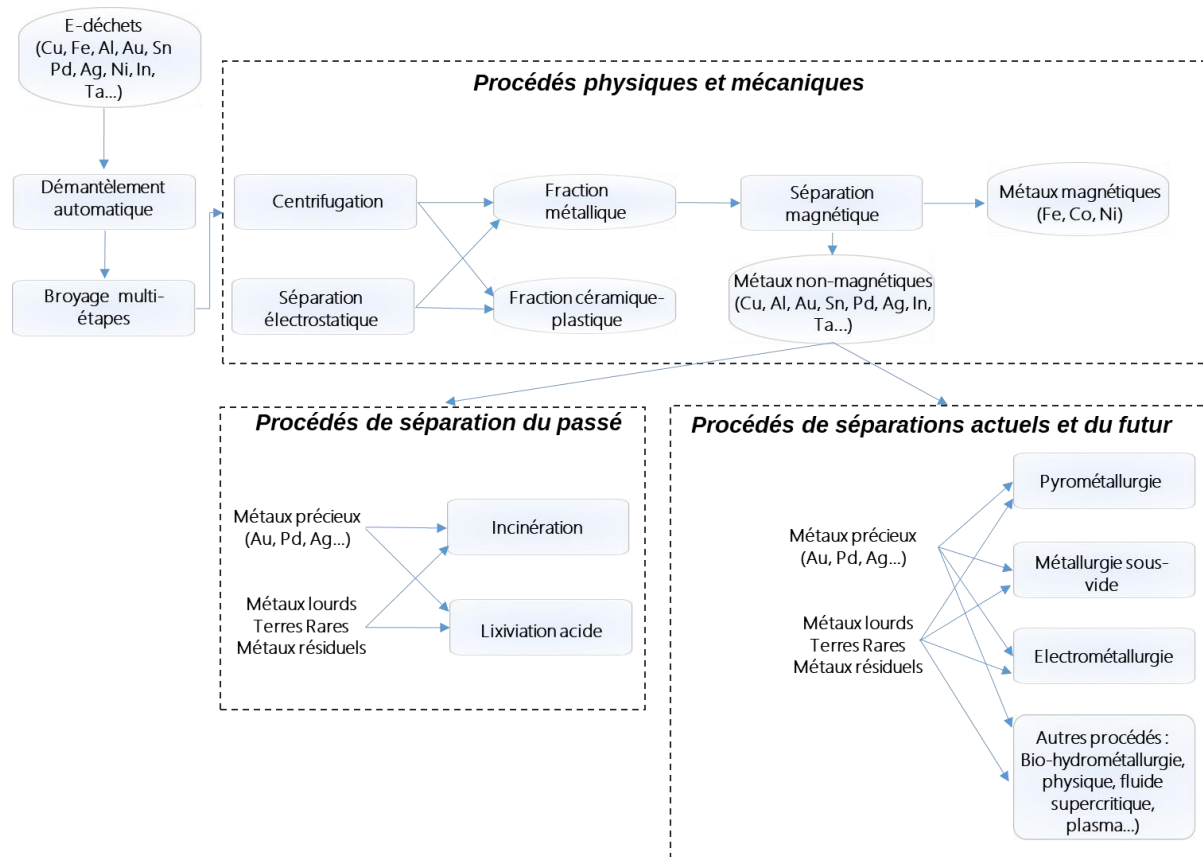 E-déchets
(Cu, Fe, Al, Au, Sn
Pd, Ag, Ni, In,
Ta...)
Procédés physiques et mécaniques
Démantèlement
automatique
Broyage multi-
étapes
Centrifugation
Séparation
électrostatique
Fraction
métallique
Fraction céramique-
plastique
Séparation
magnétique
Métaux magnétiques
(Fe, Co, Ni)
Métaux non-magnétiques
(Cu, Al, Au, Sn, Pd, Ag, In,
Ta...)
Procédés de séparation du passé
Métaux précieux
(Au, Pd, Ag...)
Métaux lourds
Terres Rares
Métaux résiduels
Incinération
Lixiviation acide
Procédés de séparations actuels et du futur
Métaux précieux
(Au, Pd, Ag...)
Métaux lourds
Terres Rares
Métaux résiduels
Pyrométallurgie
Métallurgie sous-
vide
Electrométallurgie
Autres procédés :
Bio-hydrométallurgie,
physique, fluide
supercritique,
plasma...)